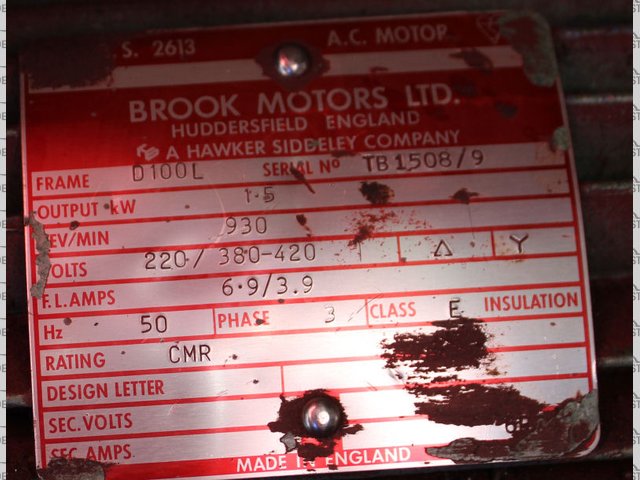 S. 2613 A.C. MOTOR
BROOK MOTORS LTD.
HUDDERSFIELD ENGLAND
A HAWKER SIDDELEY COMPANY
FRAME D100L SERIAL Nº TB1508/9
OUTPUT kW 1·5
EV/MIN 930
VOLTS 220/380-420 Δ Y
F.L.AMPS 6·9/3.9
Hz 50 PHASE 3 CLASS E INSULATION
RATING CMR
DESIGN LETTER
SEC.VOLTS
SEC.AMPS
MADE IN ENGLAND